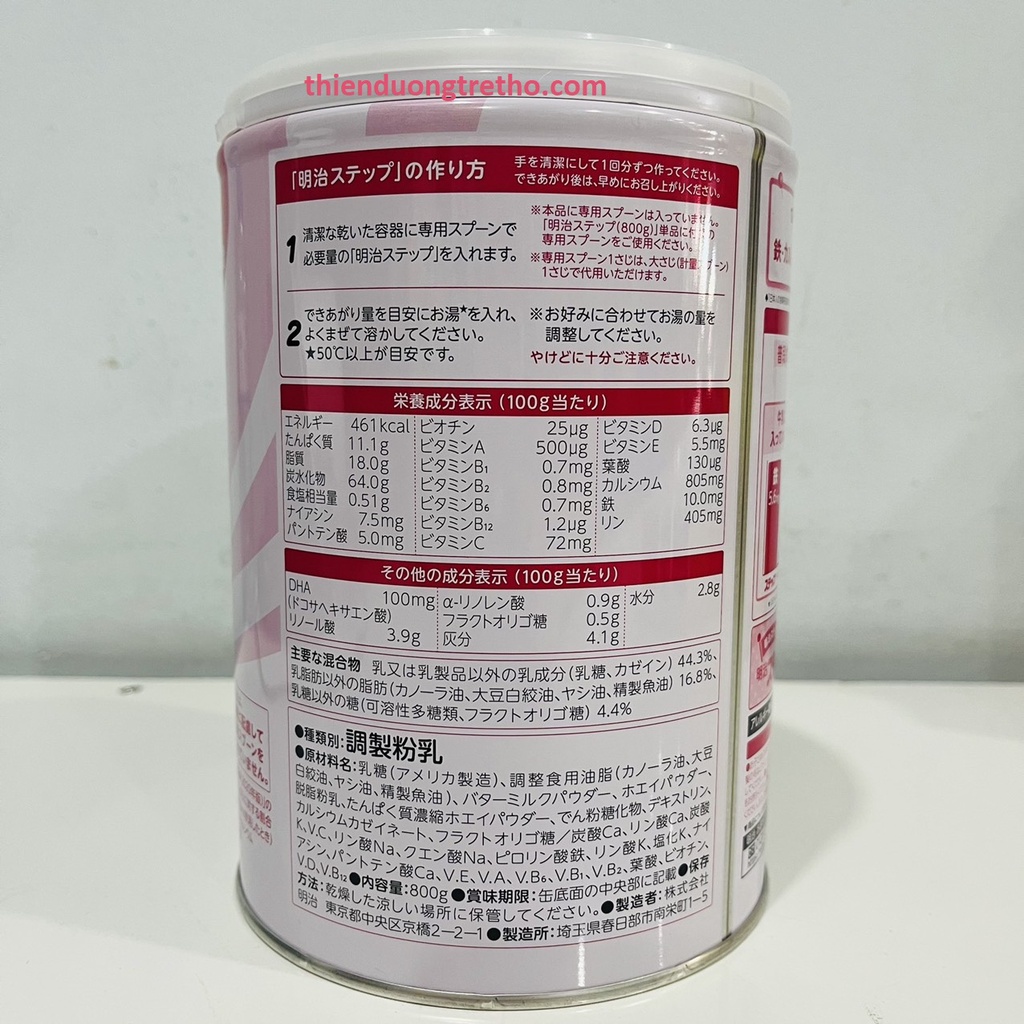 thienduongtretho.com
「明治ステップ」の作り方
手を清潔にして1回分ずつ作ってください。
できあがり後は、早めにお召し上がりください。
1
清潔な乾いた容器に専用スプーンで
必要量の「明治ステップ」を入れます。
※本品に専用スプーンは入っていません。
「明治ステップ(800g)」単品に付属の
専用スプーンをご使用ください。
※専用スプーン1さじは、大さじ(計量スプーン)
1さじで代用いただけます。
2
できあがり量を目安にお湯★を入れ、
よくまぜて溶かしてください。
★50℃以上が目安です。
※お好みに合わせてお湯の量を
調整してください。
やけどに十分ご注意ください。
栄養成分表示(100g当たり)
エネルギー 461kcal
たんぱく質 11.1g
脂質 18.0g
炭水化物 64.0g
食塩相当量 0.51g
ナイアシン 7.5mg
パントテン酸 5.0mg
ビオチン 25μg
ビタミンA 500μg
ビタミンB₁ 0.7mg
ビタミンB₂ 0.8mg
ビタミンB₆ 0.7mg
ビタミンB₁₂ 1.2μg
ビタミンC 72mg
ビタミンD 6.3μg
ビタミンE 5.5mg
葉酸 130μg
カルシウム 805mg
鉄 10.0mg
リン 405mg
その他の成分表示(100g当たり)
DHA 100mg
(ドコサヘキサエン酸)
リノール酸 3.9g
α-リノレン酸 0.9g
フラクトオリゴ糖 0.5g
灰分 4.1g
水分 2.8g
主要な混合物 乳又は乳製品以外の乳成分(乳糖、カゼイン)44.3%、
乳脂肪以外の脂肪(カノーラ油、大豆白絞油、ヤシ油、精製魚油)16.8%、
乳糖以外の糖(可溶性多糖類、フラクトオリゴ糖)4.4%
●種類別:調製粉乳
●原材料名:乳糖(アメリカ製造)、調整食用油脂(カノーラ油、大豆
白絞油、ヤシ油、精製魚油)、バターミルクパウダー、ホエイパウダー、
脱脂粉乳、たんぱく質濃縮ホエイパウダー、でん粉糖化物、デキストリン、
カルシウムカゼイネート、フラクトオリゴ糖/炭酸Ca、リン酸Ca、炭酸
K、V.C、リン酸Na、クエン酸Na、ピロリン酸鉄、リン酸K、塩化K、ナイ
アシン、パントテン酸Ca、V.E、V.A、V.B₆、V.B₁、V.B₂、葉酸、ビオチン、
V.D、V.B₁₂●内容量:800g●賞味期限:缶底面の中央部に記載●保存
方法:乾燥した涼しい場所に保管してください。●製造者:株式会社
明治 東京都中央区京橋2-2-1●製造所:埼玉県春日部市南栄町1-5